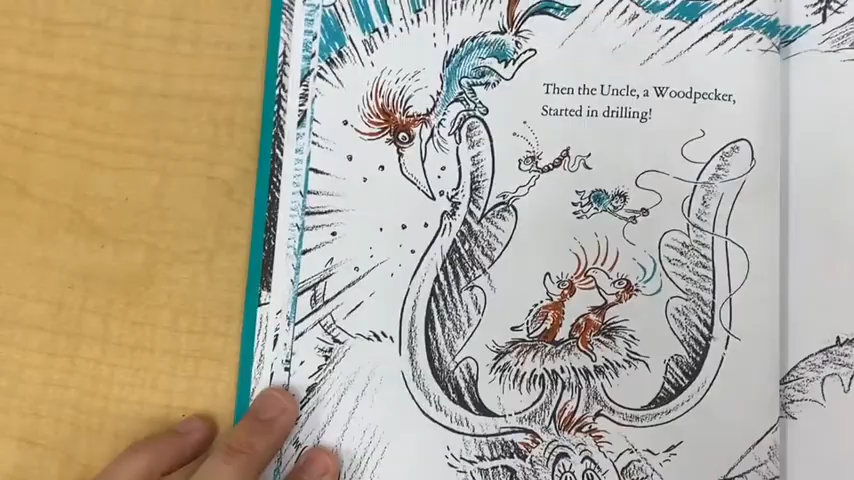 Then the Uncle, a Woodpecker,
Started in drilling!